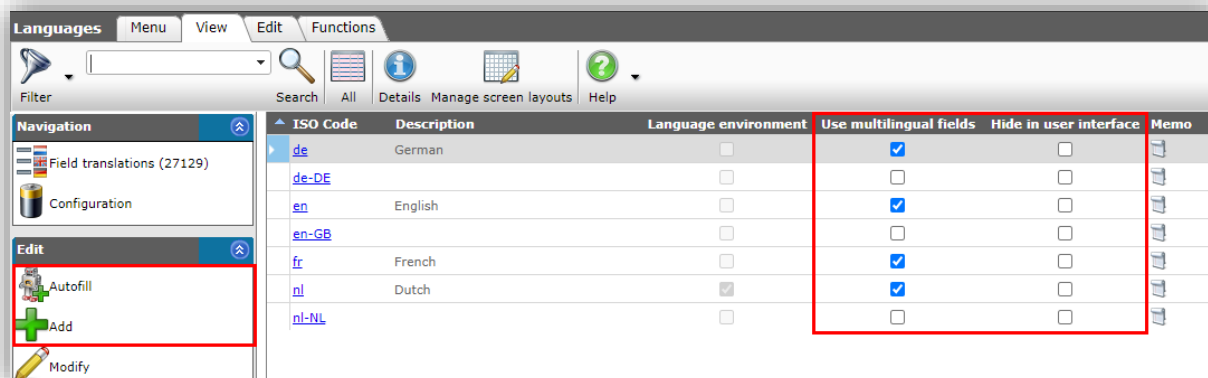 Languages Menu View Edit Functions
Filter Search All Details Manage screen layouts Help
Navigation
Field translations (27129)
Configuration
Edit
Autofill
Add
Modify
ISO Code Description Language environment Use multilingual fields Hide in user interface Memo
de German
de-DE
en English
en-GB
fr French
nl Dutch
nl-NL